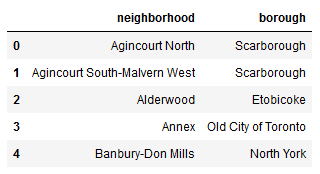 neighborhood borough
0 Agincourt North Scarborough
1 Agincourt South-Malvern West Scarborough
2 Alderwood Etobicoke
3 Annex Old City of Toronto
4 Banbury-Don Mills North York